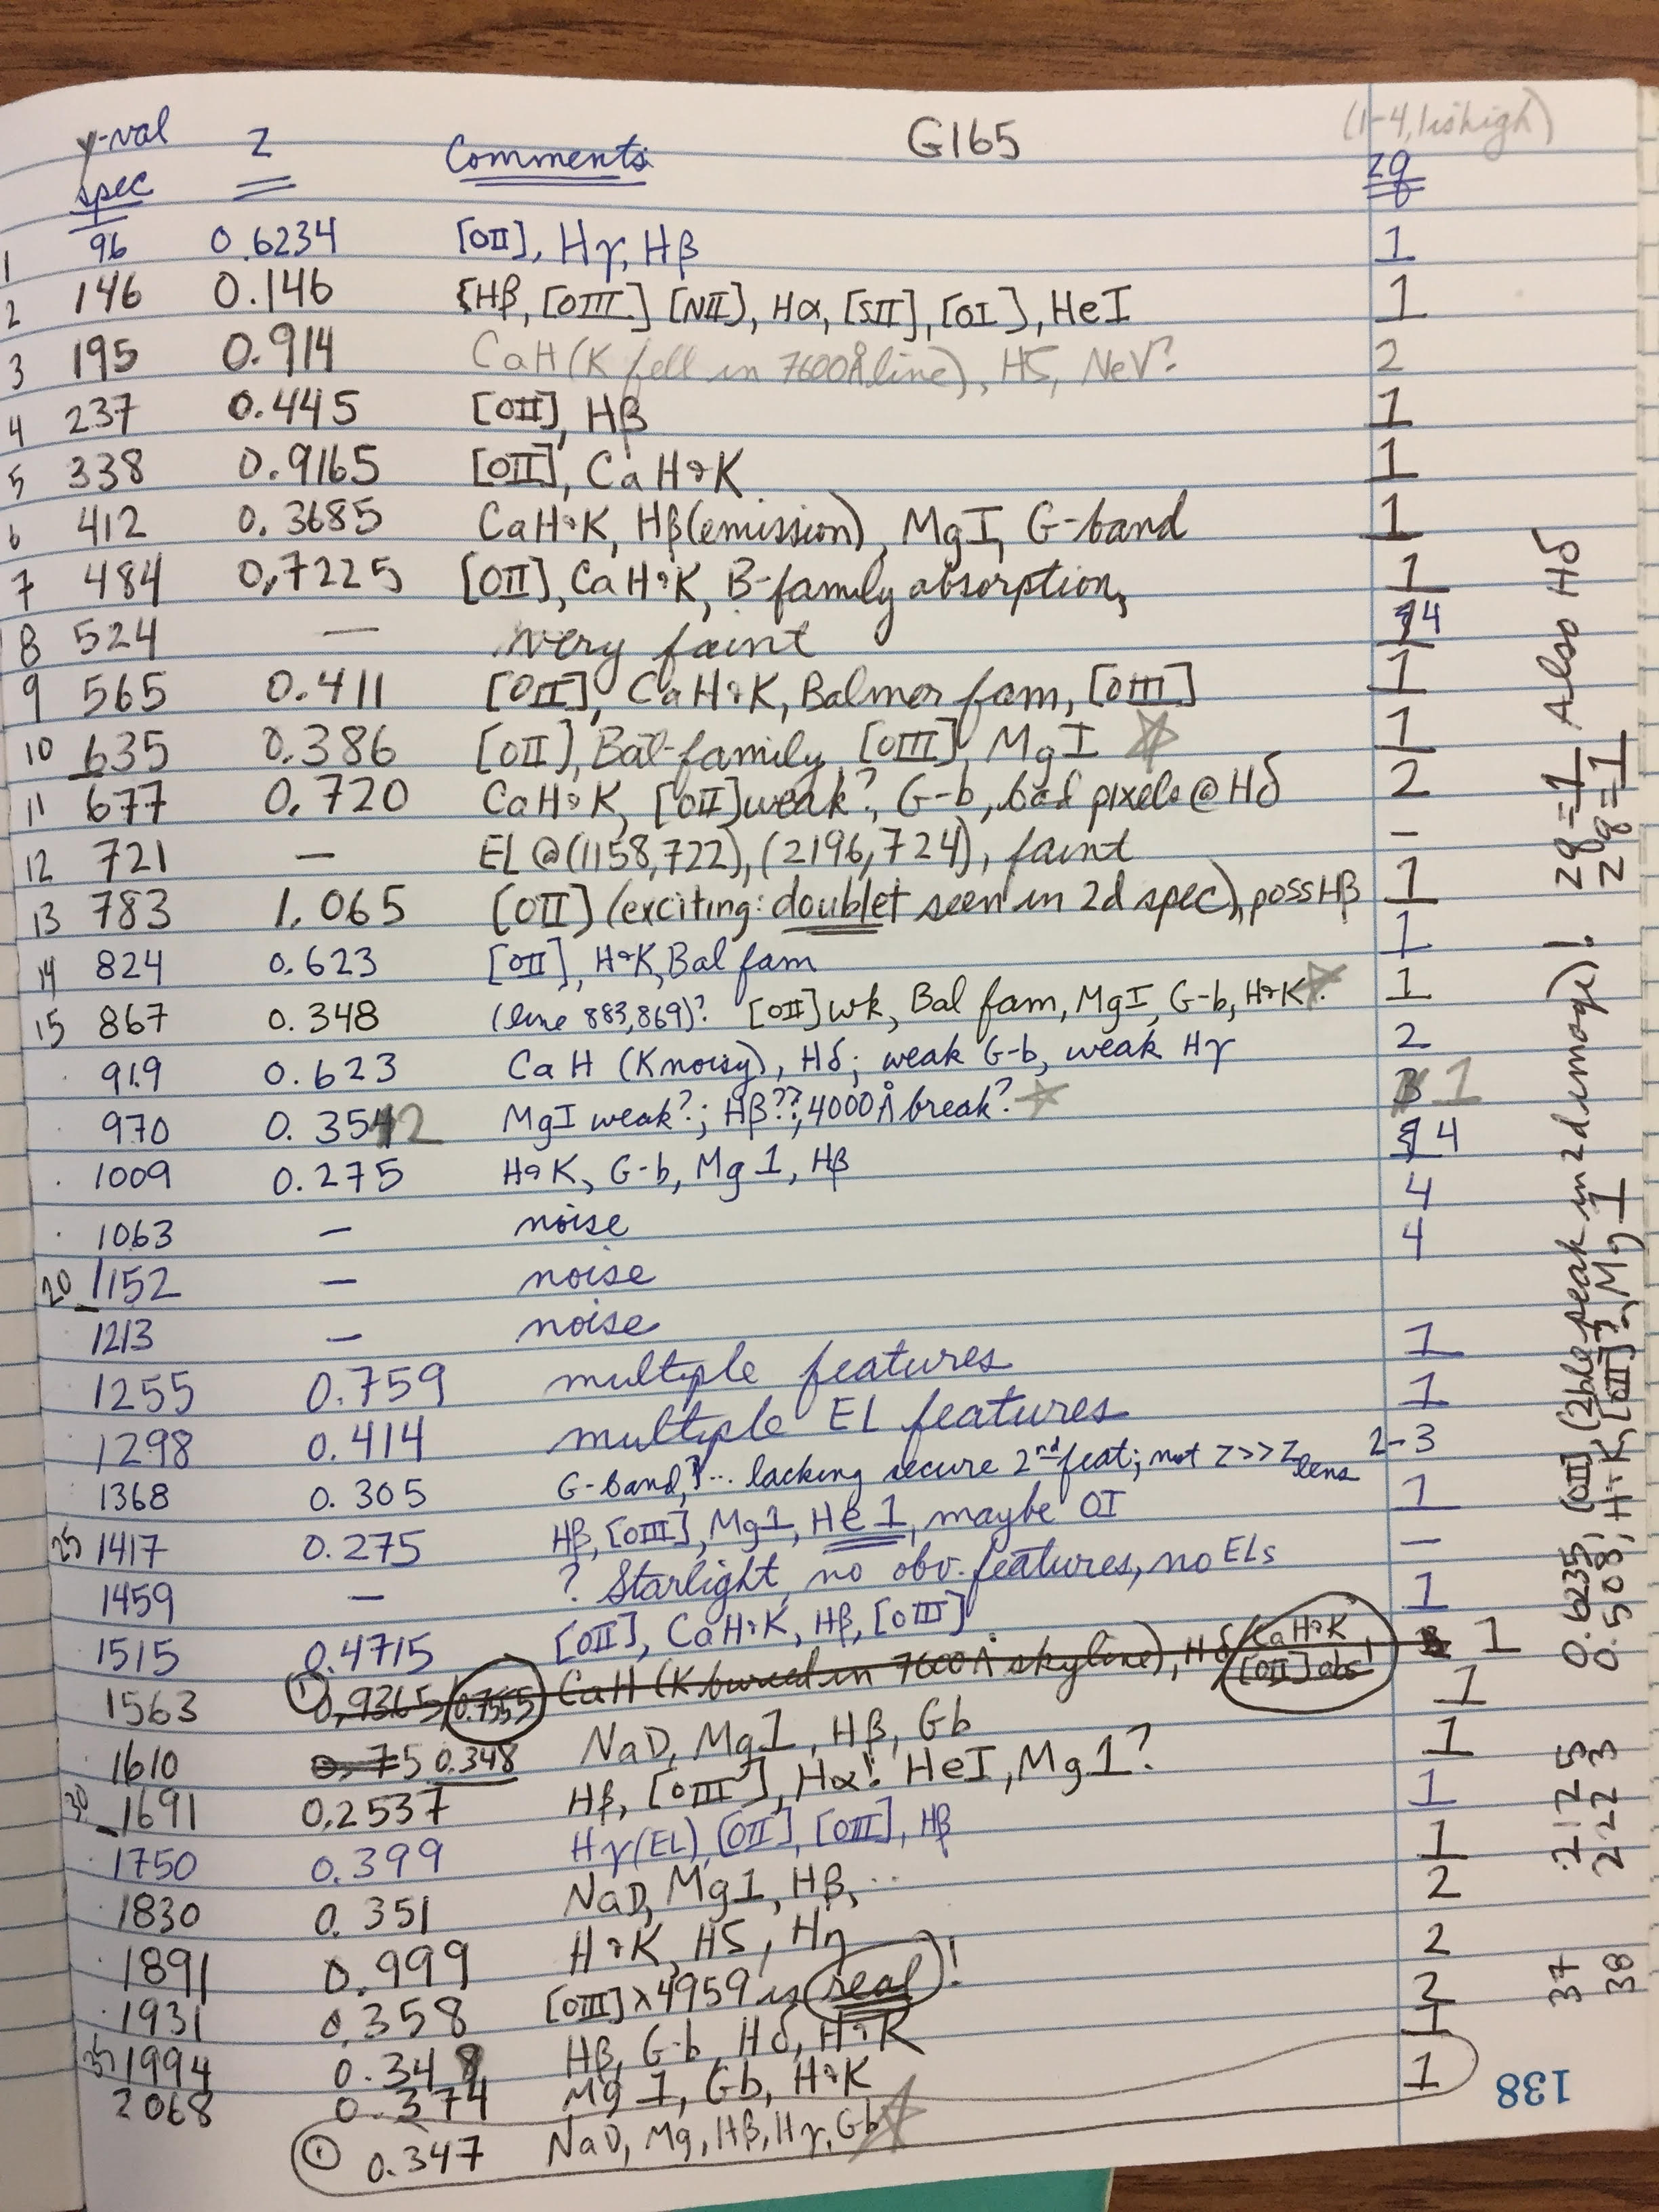 G165 (1-4, 1 is high)
y-val spec z Comments zq
1 96 0.6234 [OII], Hγ, Hβ 1
2 146 0.146 Hβ, [OIII] [NII], Hα, [SII], [OI], HeI 1
3 195 0.914 CaH (K fell in 7600Å line), Hζ, NeV? 2
4 237 0.445 [OII], Hβ 1
5 338 0.9165 [OII], Ca H&K 1
6 412 0.3685 CaH&K, Hβ(emission), MgI, G-band 1
7 484 0.7225 [OII], CaH&K, B-family absorption, 1
8 524 — very faint 4
9 565 0.411 [OII], CaH&K, Balmer fam, [OIII] 1
10 635 0.386 [OII], Bal-family, [OIII], MgI ☆ 1
11 677 0.720 CaH&K, [OII] weak?, G-b, bad pixels @ Hδ 2
12 721 — EL @ (1158,722), (2196,724), faint –
13 783 1.065 [OII] (exciting: doublet seen in 2d spec), poss Hβ 1
14 824 0.623 [OII], H&K, Bal fam 1
15 867 0.348 (line 883,869)? [OII] wk, Bal fam, MgI, G-b, H&K ☆ 1
919 0.623 CaH (K noisy), Hδ; weak G-b, weak Hγ 2
970 0.3542 MgI weak?; Hβ??; 4000Å break? ☆ 1
1009 0.275 H&K, G-b, Mg1, Hβ 4
1063 – noise 4
20 1152 – noise 4
1213 – noise
1255 0.759 multiple features 1
1298 0.414 multiple EL features 1
1368 0.305 G-Band,?... lacking secure 2nd feat; not z>>z lens 2-3
25 1417 0.275 Hβ, [OIII], Mg1, He1, maybe OI 1
1459 — ? Starlight, no obv. features, no ELs —
1515 0.4715 [OII], CaH&K, Hβ, [OIII] 1
1563 ① 0.9365 0.7555 CaH (K buried in 7600Å skyline), Hδ CaH&K [OII] abs! 1
1610 0.75 0.348 NaD, Mg1, Hβ, Gb 1
30 1691 0.2537 Hβ, [OIII], Hα! HeI, Mg1? 1
1750 0.399 Hγ(EL), [OII], [OIII], Hβ 1
1830 0.351 NaD, Mg1, Hβ, .. 1
1891 0.999 H&K, Hζ, Hη 2
1931 0.358 [OIII] λ4959 is real! 2
35 1994 0.348 Hβ, G-b, Hδ, H&K 2
2068 0.374 Mg I, Gb, H&K 1
① 0.347 NaD, Mg, Hβ, Hγ, Gb ☆ 1
37 2175 0.6235; [OII], (2ble peak in 2d image)! zq=1 Also Hδ
38 2223 0.508; H&K, [OII]?, Mg1 zq=1
138